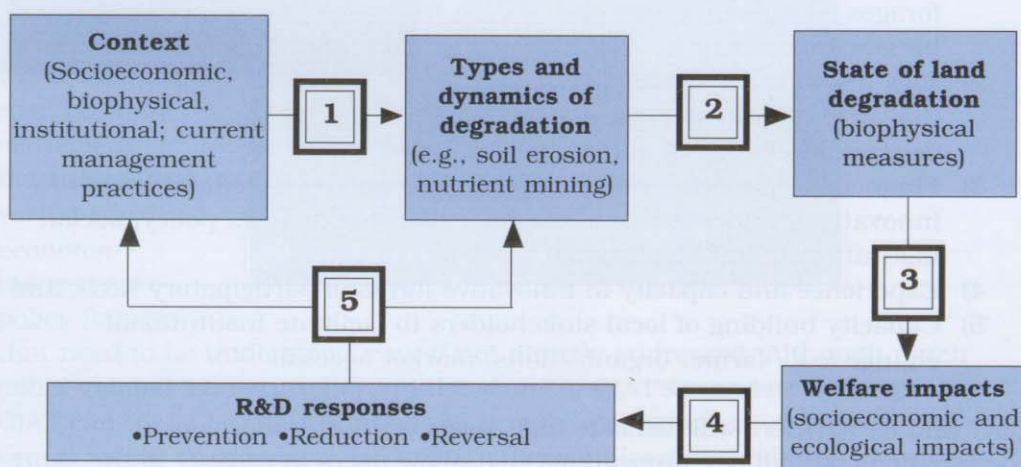 Context
(Socioeconomic,
biophysical,
institutional; current
management
practices)
1
Types and
dynamics of
degradation
(e.g., soil erosion,
nutrient mining)
2
State of land
degradation
(biophysical
measures)
3
5
R&D responses
•Prevention •Reduction •Reversal
4
Welfare impacts
(socioeconomic and
ecological impacts)